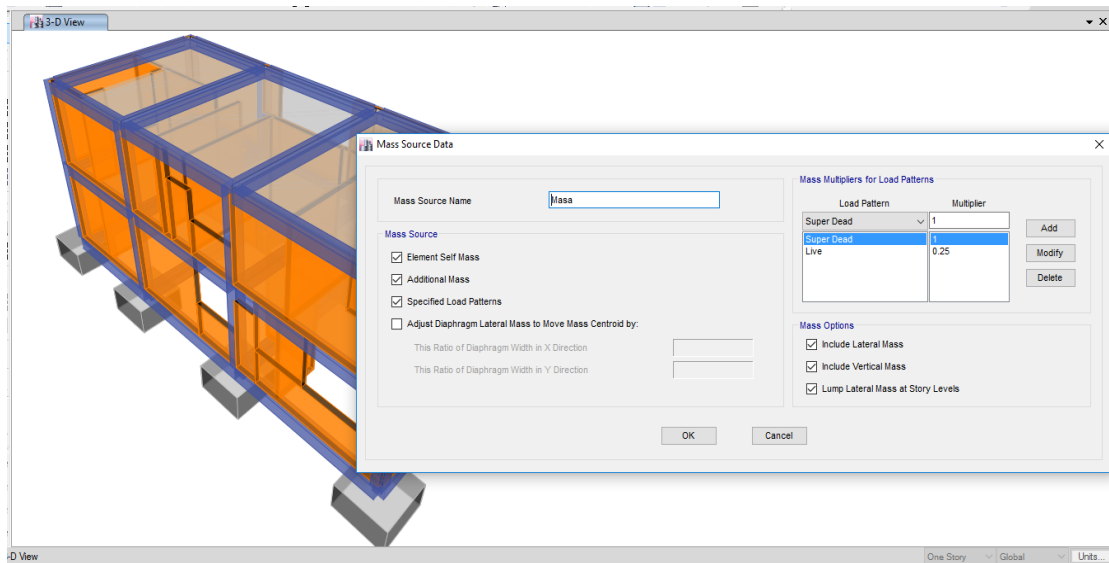 3-D View
Mass Source Data
Mass Source Name
Masa
Mass Source
Element Self Mass
Additional Mass
Specified Load Patterns
Adjust Diaphragm Lateral Mass to Move Mass Centroid by:
This Ratio of Diaphragm Width in X Direction
This Ratio of Diaphragm Width in Y Direction
Mass Multipliers for Load Patterns
Load Pattern Multiplier
Super Dead 1
Add
Super Dead 1
Live 0.25
Modify
Delete
Mass Options
Include Lateral Mass
Include Vertical Mass
Lump Lateral Mass at Story Levels
OK Cancel
-D View One Story Global Units...